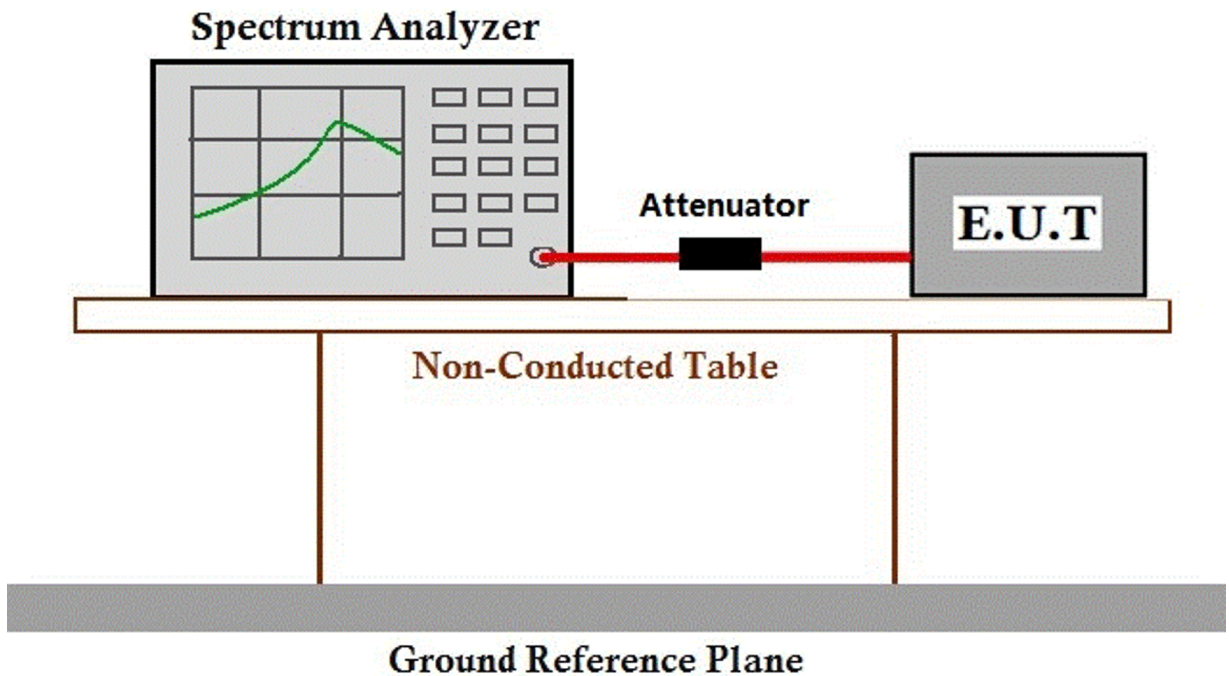 Spectrum Analyzer
Attenuator
E.U.T
Non-Conducted Table
Ground Reference Plane